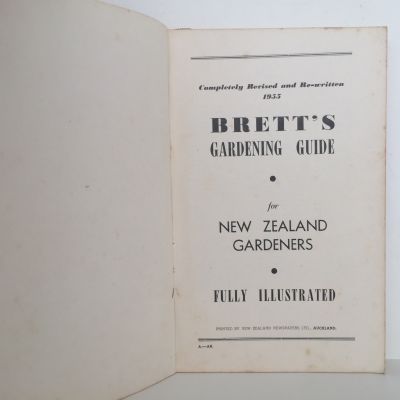 Completely Revised and Re-written
1955
BRETT'S
GARDENING GUIDE
for
NEW ZEALAND
GARDENERS
FULLY ILLUSTRATED
PRINTED BY NEW ZEALAND NEWSPAPERS LTD., AUCKLAND.